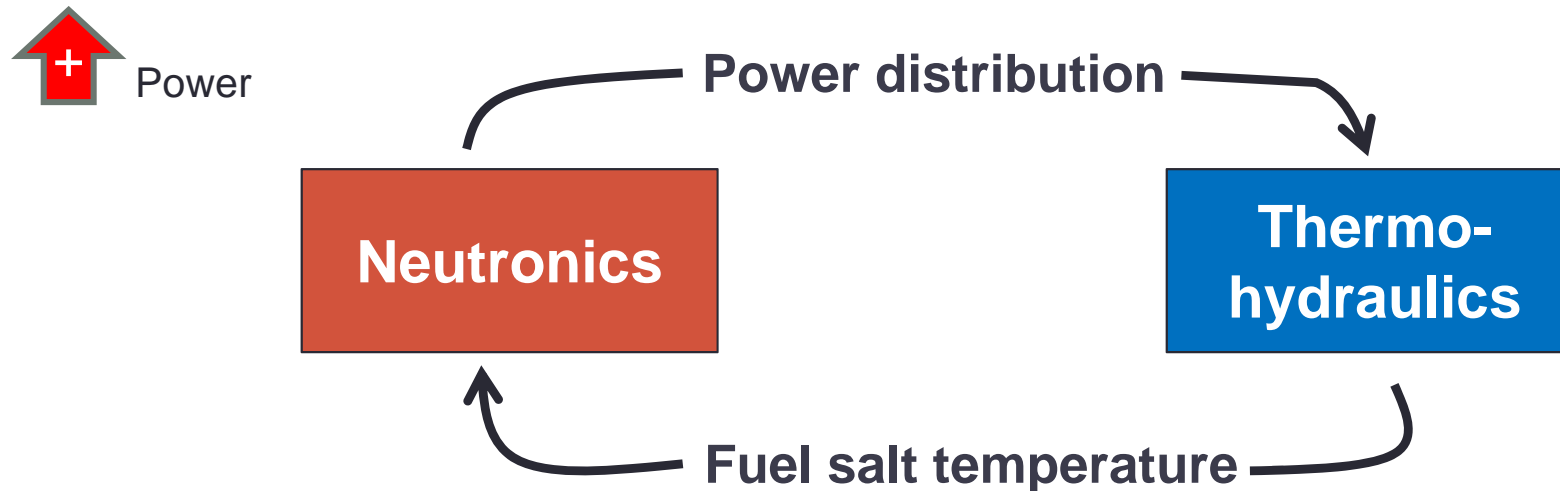 +
Power
Power distribution
Neutronics
Thermo-
hydraulics
Fuel salt temperature